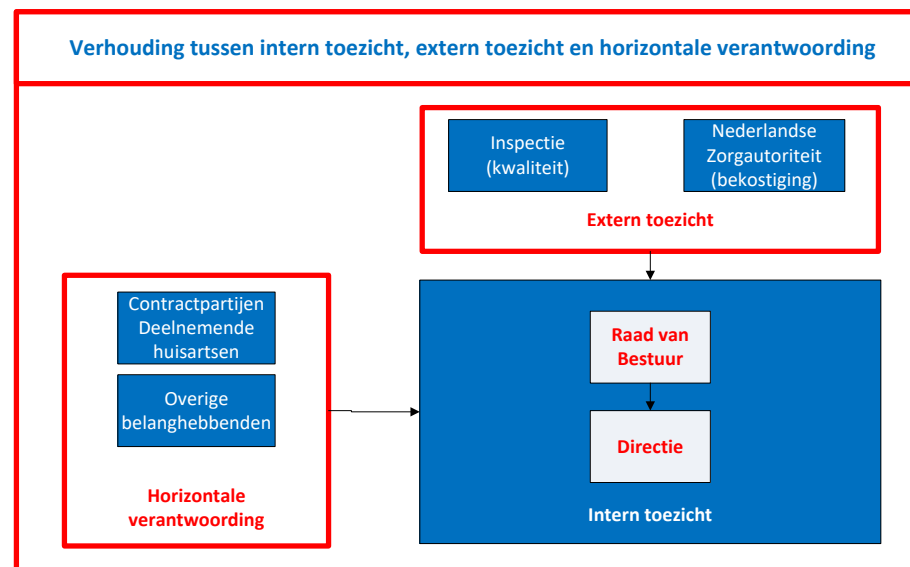 Verhouding tussen intern toezicht, extern toezicht en horizontale verantwoording
Inspectie
(kwaliteit)
Nederlandse
Zorgautoriteit
(bekostiging)
Extern toezicht
Contractpartijen
Deelnemende
huisartsen
Overige
belanghebbenden
Horizontale
verantwoording
Raad van
Bestuur
Directie
Intern toezicht